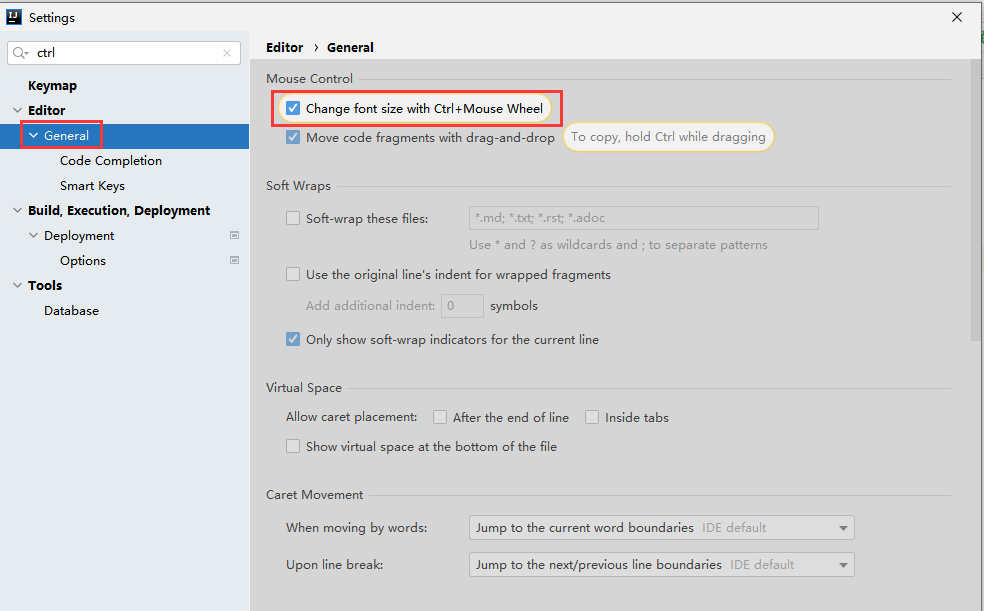 Settings
ctrl
Editor › General
Keymap
Editor
General
Code Completion
Smart Keys
Build, Execution, Deployment
Deployment
Options
Tools
Database
Mouse Control
Change font size with Ctrl+Mouse Wheel
Move code fragments with drag-and-drop To copy, hold Ctrl while dragging
Soft Wraps
Soft-wrap these files: *.md; *.txt; *.rst; *.adoc
Use * and ? as wildcards and ; to separate patterns
Use the original line's indent for wrapped fragments
Add additional indent: 0 symbols
Only show soft-wrap indicators for the current line
Virtual Space
Allow caret placement: After the end of line Inside tabs
Show virtual space at the bottom of the file
Caret Movement
When moving by words: Jump to the current word boundaries IDE default
Upon line break: Jump to the next/previous line boundaries IDE default